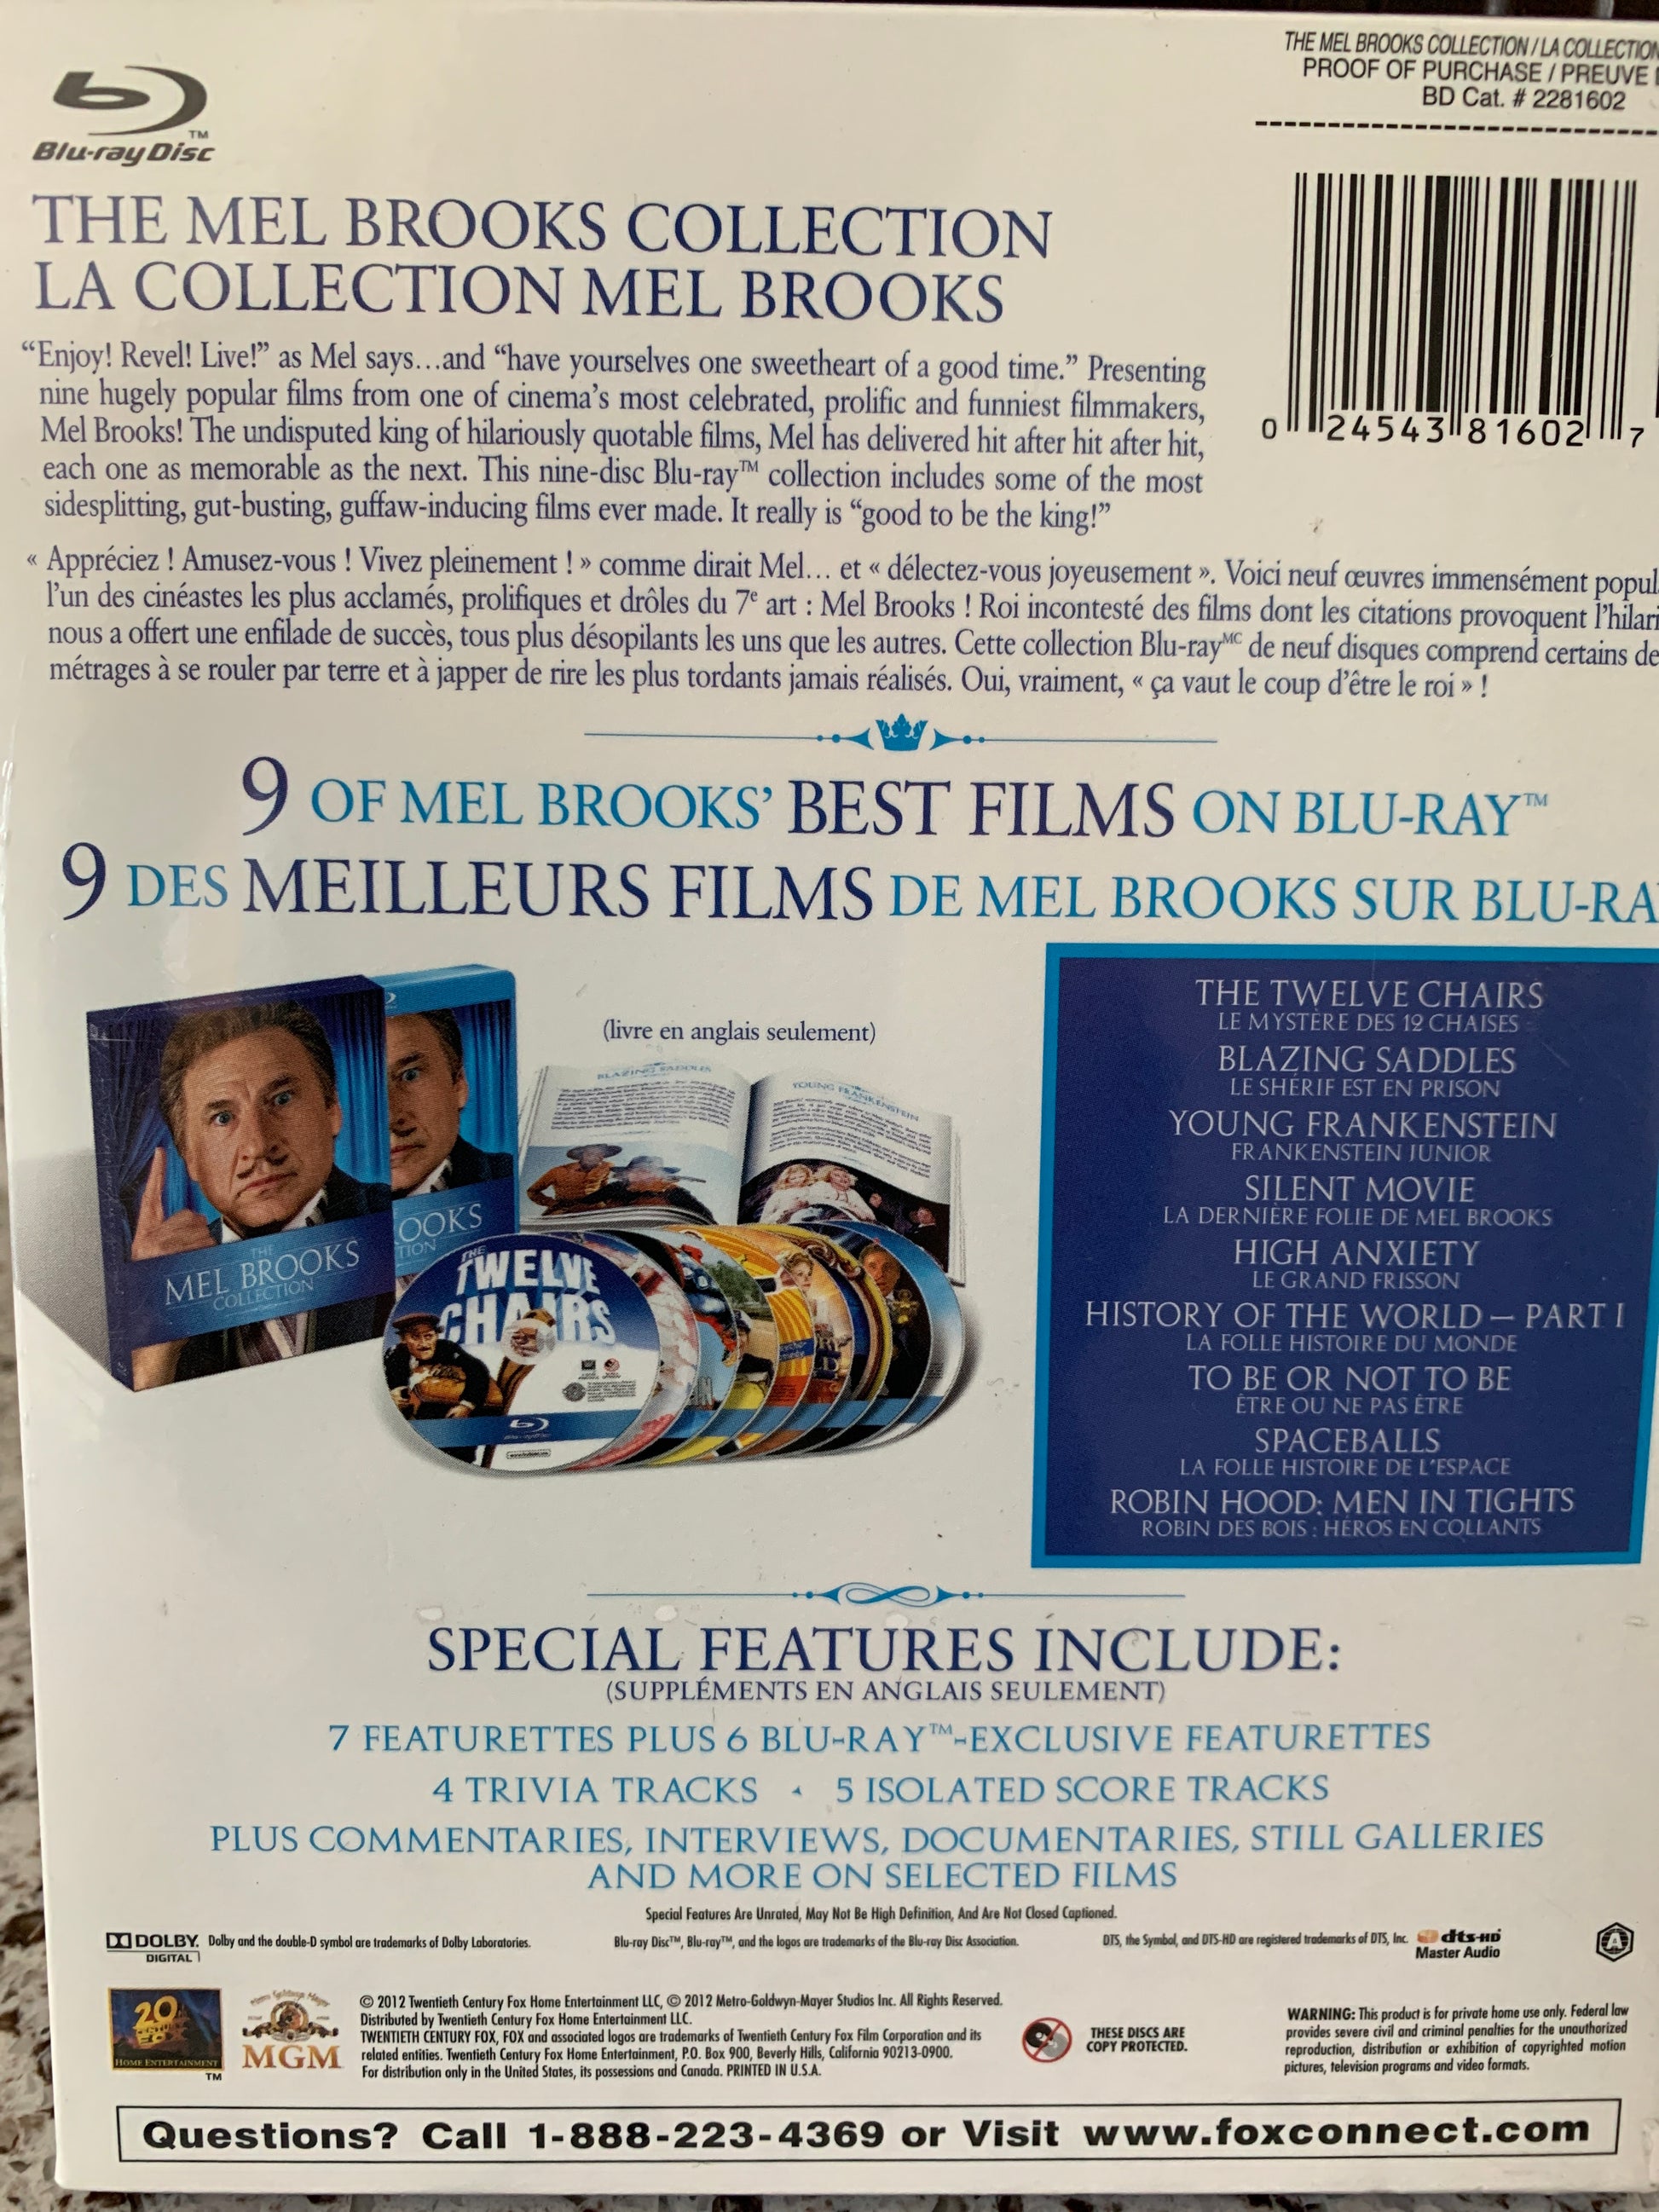 THE MEL BROOKS COLLECTION / LA COLLECTION
PROOF OF PURCHASE / PREUVE
BD Cat. # 2281602
Blu-ray Disc
TM
THE MEL BROOKS COLLECTION
LA COLLECTION MEL BROOKS
0 24543 81602 7
“Enjoy! Revel! Live!” as Mel says…and “have yourselves one sweetheart of a good time.” Presenting
nine hugely popular films from one of cinema’s most celebrated, prolific and funniest filmmakers,
Mel Brooks! The undisputed king of hilariously quotable films, Mel has delivered hit after hit after hit,
each one as memorable as the next. This nine-disc Blu-ray™ collection includes some of the most
sidesplitting, gut-busting, guffaw-inducing films ever made. It really is “good to be the king!”
« Appréciez ! Amusez-vous ! Vivez pleinement ! » comme dirait Mel… et « délectez-vous joyeusement ». Voici neuf œuvres immensément popul
l’un des cinéastes les plus acclamés, prolifiques et drôles du 7e art : Mel Brooks ! Roi incontesté des films dont les citations provoquent l’hilari
nous a offert une enfilade de succès, tous plus désopilants les uns que les autres. Cette collection Blu-rayMC de neuf disques comprend certains de
métrages à se rouler par terre et à japper de rire les plus tordants jamais réalisés. Oui, vraiment, « ça vaut le coup d’être le roi » !
9 OF MEL BROOKS’ BEST FILMS ON BLU-RAY™
9 DES MEILLEURS FILMS DE MEL BROOKS SUR BLU-RA
(livre en anglais seulement)
BLAZING SADDLES
YOUNG FRANKENSTEIN
THE
MEL BROOKS
COLLECTION
OOKS
TION
THE
TWELVE
CHAIRS
Blu-ray Disc
THE TWELVE CHAIRS
LE MYSTÈRE DES 12 CHAISES
BLAZING SADDLES
LE SHÉRIF EST EN PRISON
YOUNG FRANKENSTEIN
FRANKENSTEIN JUNIOR
SILENT MOVIE
LA DERNIÈRE FOLIE DE MEL BROOKS
HIGH ANXIETY
LE GRAND FRISSON
HISTORY OF THE WORLD – PART I
LA FOLLE HISTOIRE DU MONDE
TO BE OR NOT TO BE
ÊTRE OU NE PAS ÊTRE
SPACEBALLS
LA FOLLE HISTOIRE DE L’ESPACE
ROBIN HOOD: MEN IN TIGHTS
ROBIN DES BOIS : HÉROS EN COLLANTS
SPECIAL FEATURES INCLUDE:
(SUPPLÉMENTS EN ANGLAIS SEULEMENT)
7 FEATURETTES PLUS 6 BLU-RAY™-EXCLUSIVE FEATURETTES
4 TRIVIA TRACKS • 5 ISOLATED SCORE TRACKS
PLUS COMMENTARIES, INTERVIEWS, DOCUMENTARIES, STILL GALLERIES
AND MORE ON SELECTED FILMS
Special Features Are Unrated, May Not Be High Definition, And Are Not Closed Captioned.
DOLBY DIGITAL Dolby and the double-D symbol are trademarks of Dolby Laboratories.
Blu-ray Disc™, Blu-ray™, and the logos are trademarks of the Blu-ray Disc Association.
DTS, the Symbol, and DTS-HD are registered trademarks of DTS, Inc.
dts-HD
Master Audio
A
20TH CENTURY FOX
HOME ENTERTAINMENT
TM
MGM
© 2012 Twentieth Century Fox Home Entertainment LLC, © 2012 Metro-Goldwyn-Mayer Studios Inc. All Rights Reserved.
Distributed by Twentieth Century Fox Home Entertainment LLC.
TWENTIETH CENTURY FOX, FOX and associated logos are trademarks of Twentieth Century Fox Film Corporation and its
related entities. Twentieth Century Fox Home Entertainment, P.O. Box 900, Beverly Hills, California 90213-0900.
For distribution only in the United States, its possessions and Canada. PRINTED IN U.S.A.
THESE DISCS ARE
COPY PROTECTED.
WARNING: This product is for private home use only. Federal law
provides severe civil and criminal penalties for the unauthorized
reproduction, distribution or exhibition of copyrighted motion
pictures, television programs and video formats.
Questions? Call 1-888-223-4369 or Visit www.foxconnect.com